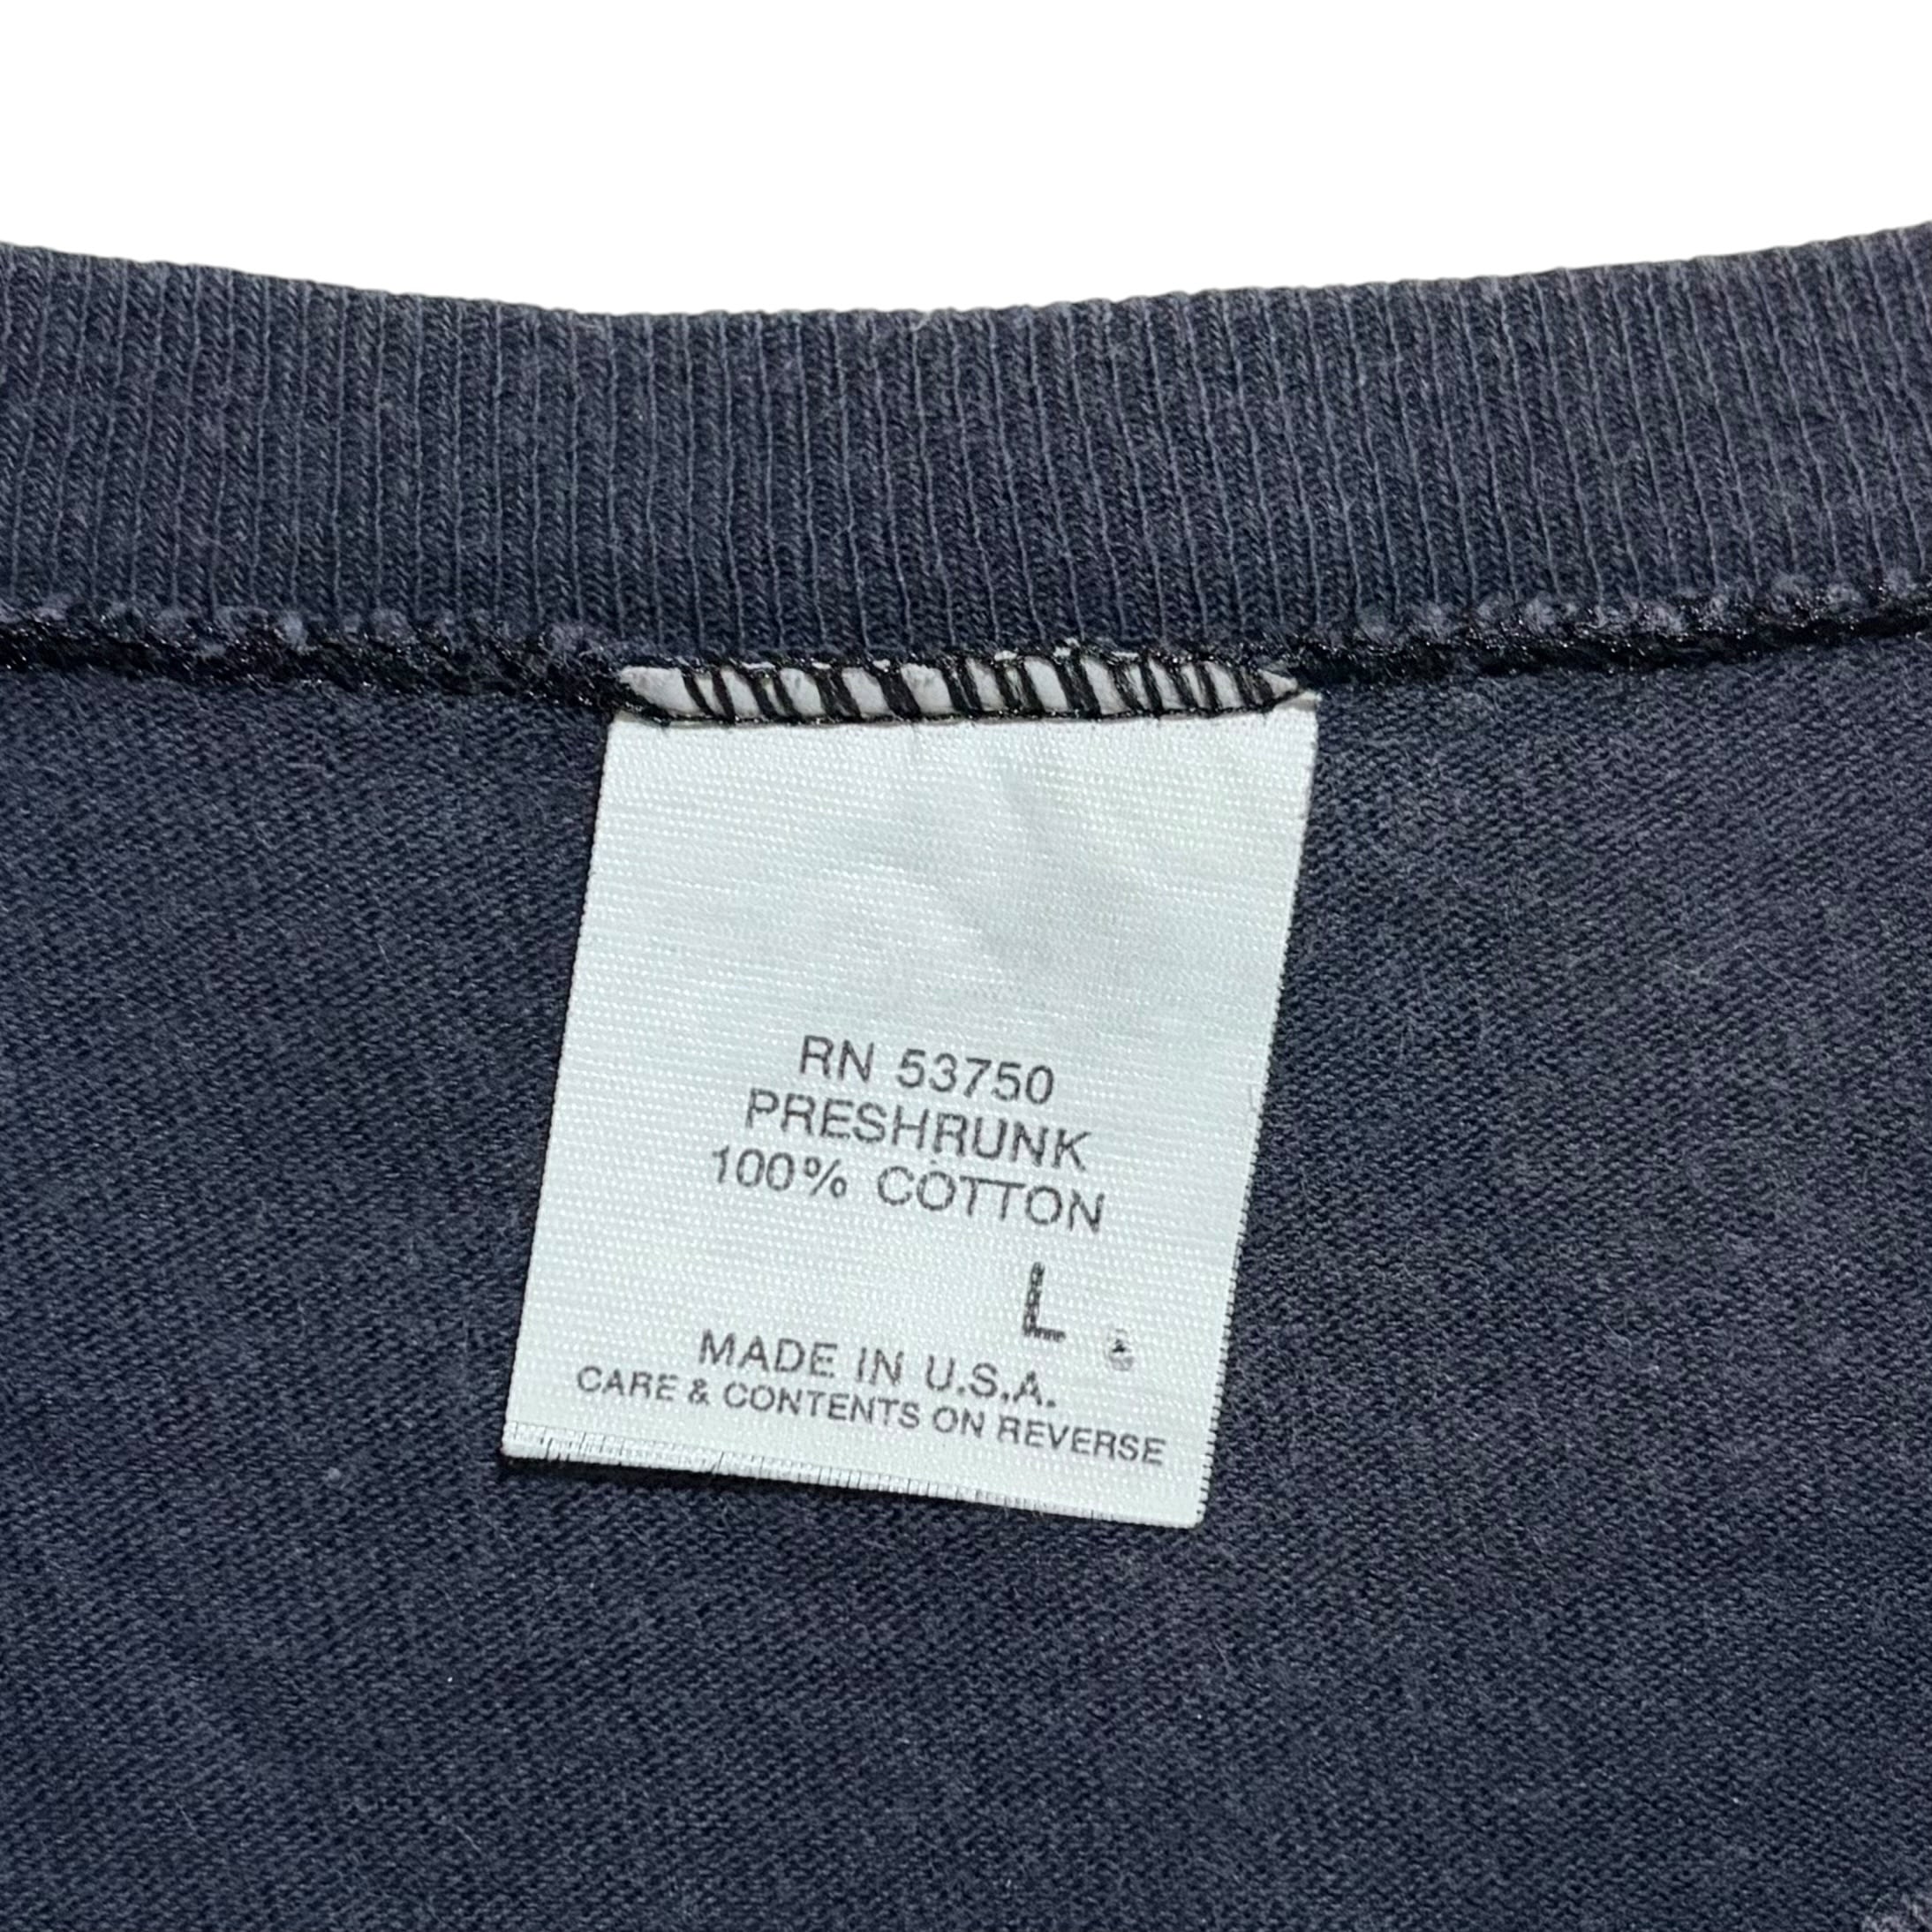 RN 53750
PRESHRUNK
100% COTTON
L
MADE IN U.S.A.
CARE & CONTENTS ON REVERSE